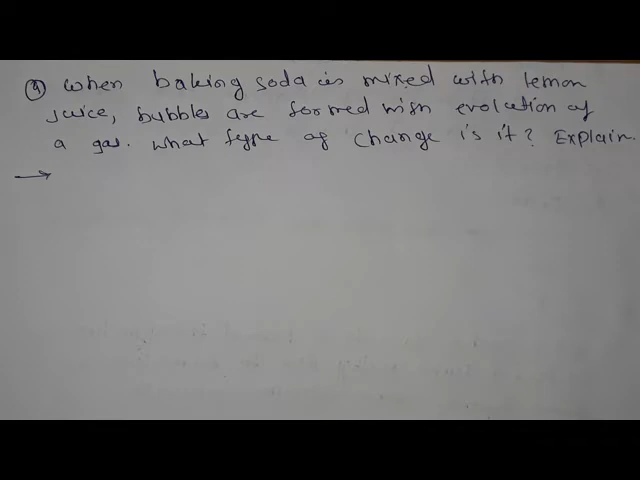 9) When baking soda is mixed with lemon
juice, bubbles are formed with evolution of
a gas. What type of change is it? Explain.
→